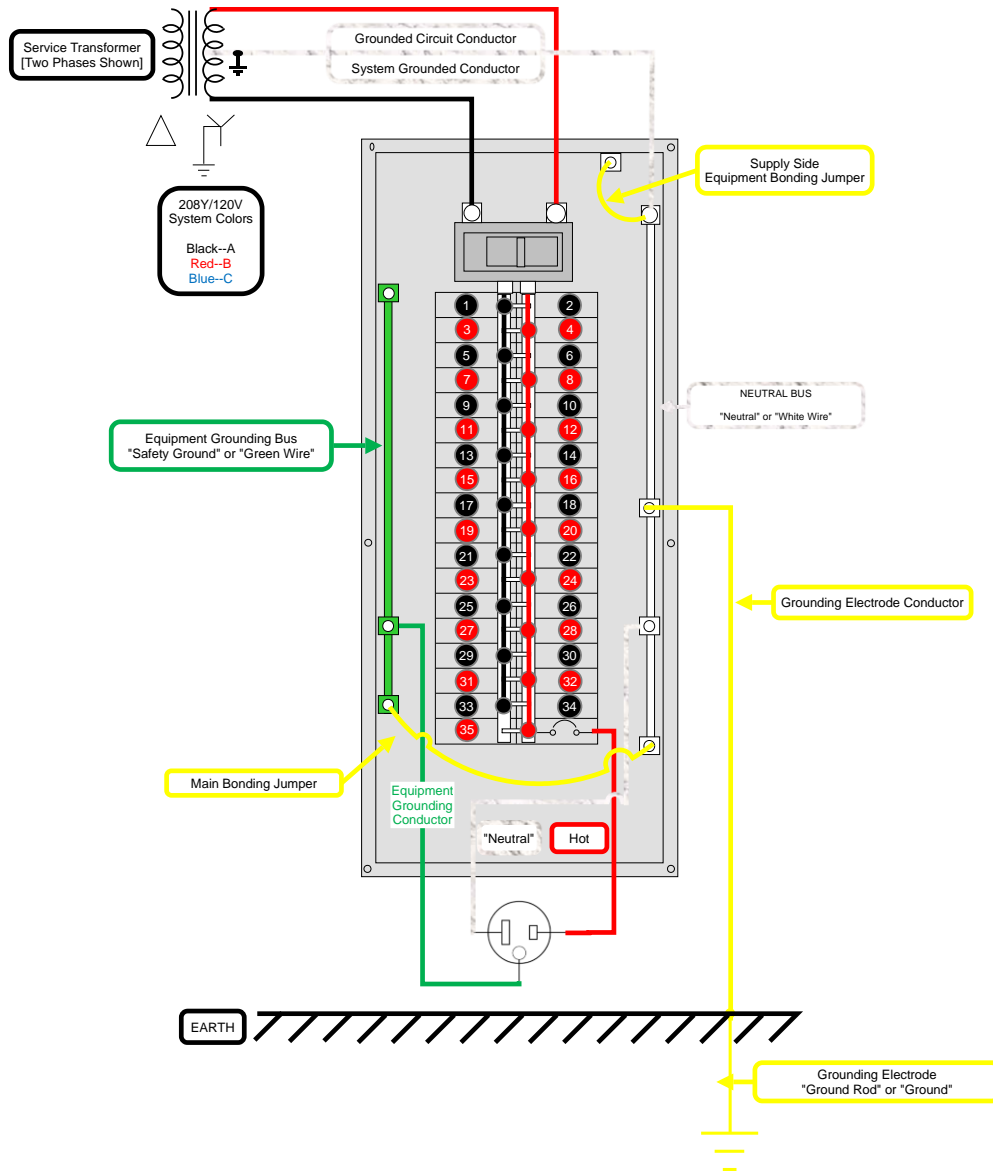 Service Transformer
[Two Phases Shown]
Grounded Circuit Conductor
System Grounded Conductor
Supply Side
Equipment Bonding Jumper
208Y/120V
System Colors
Black--A
Red--B
Blue--C
1 2
3 4
5 6
7 8
9 10
11 12
13 14
15 16
17 18
19 20
21 22
23 24
25 26
27 28
29 30
31 32
33 34
35
NEUTRAL BUS
"Neutral" or "White Wire"
Equipment Grounding Bus
"Safety Ground" or "Green Wire"
Grounding Electrode Conductor
Main Bonding Jumper
Equipment
Grounding
Conductor
"Neutral"
Hot
EARTH
Grounding Electrode
"Ground Rod" or "Ground"